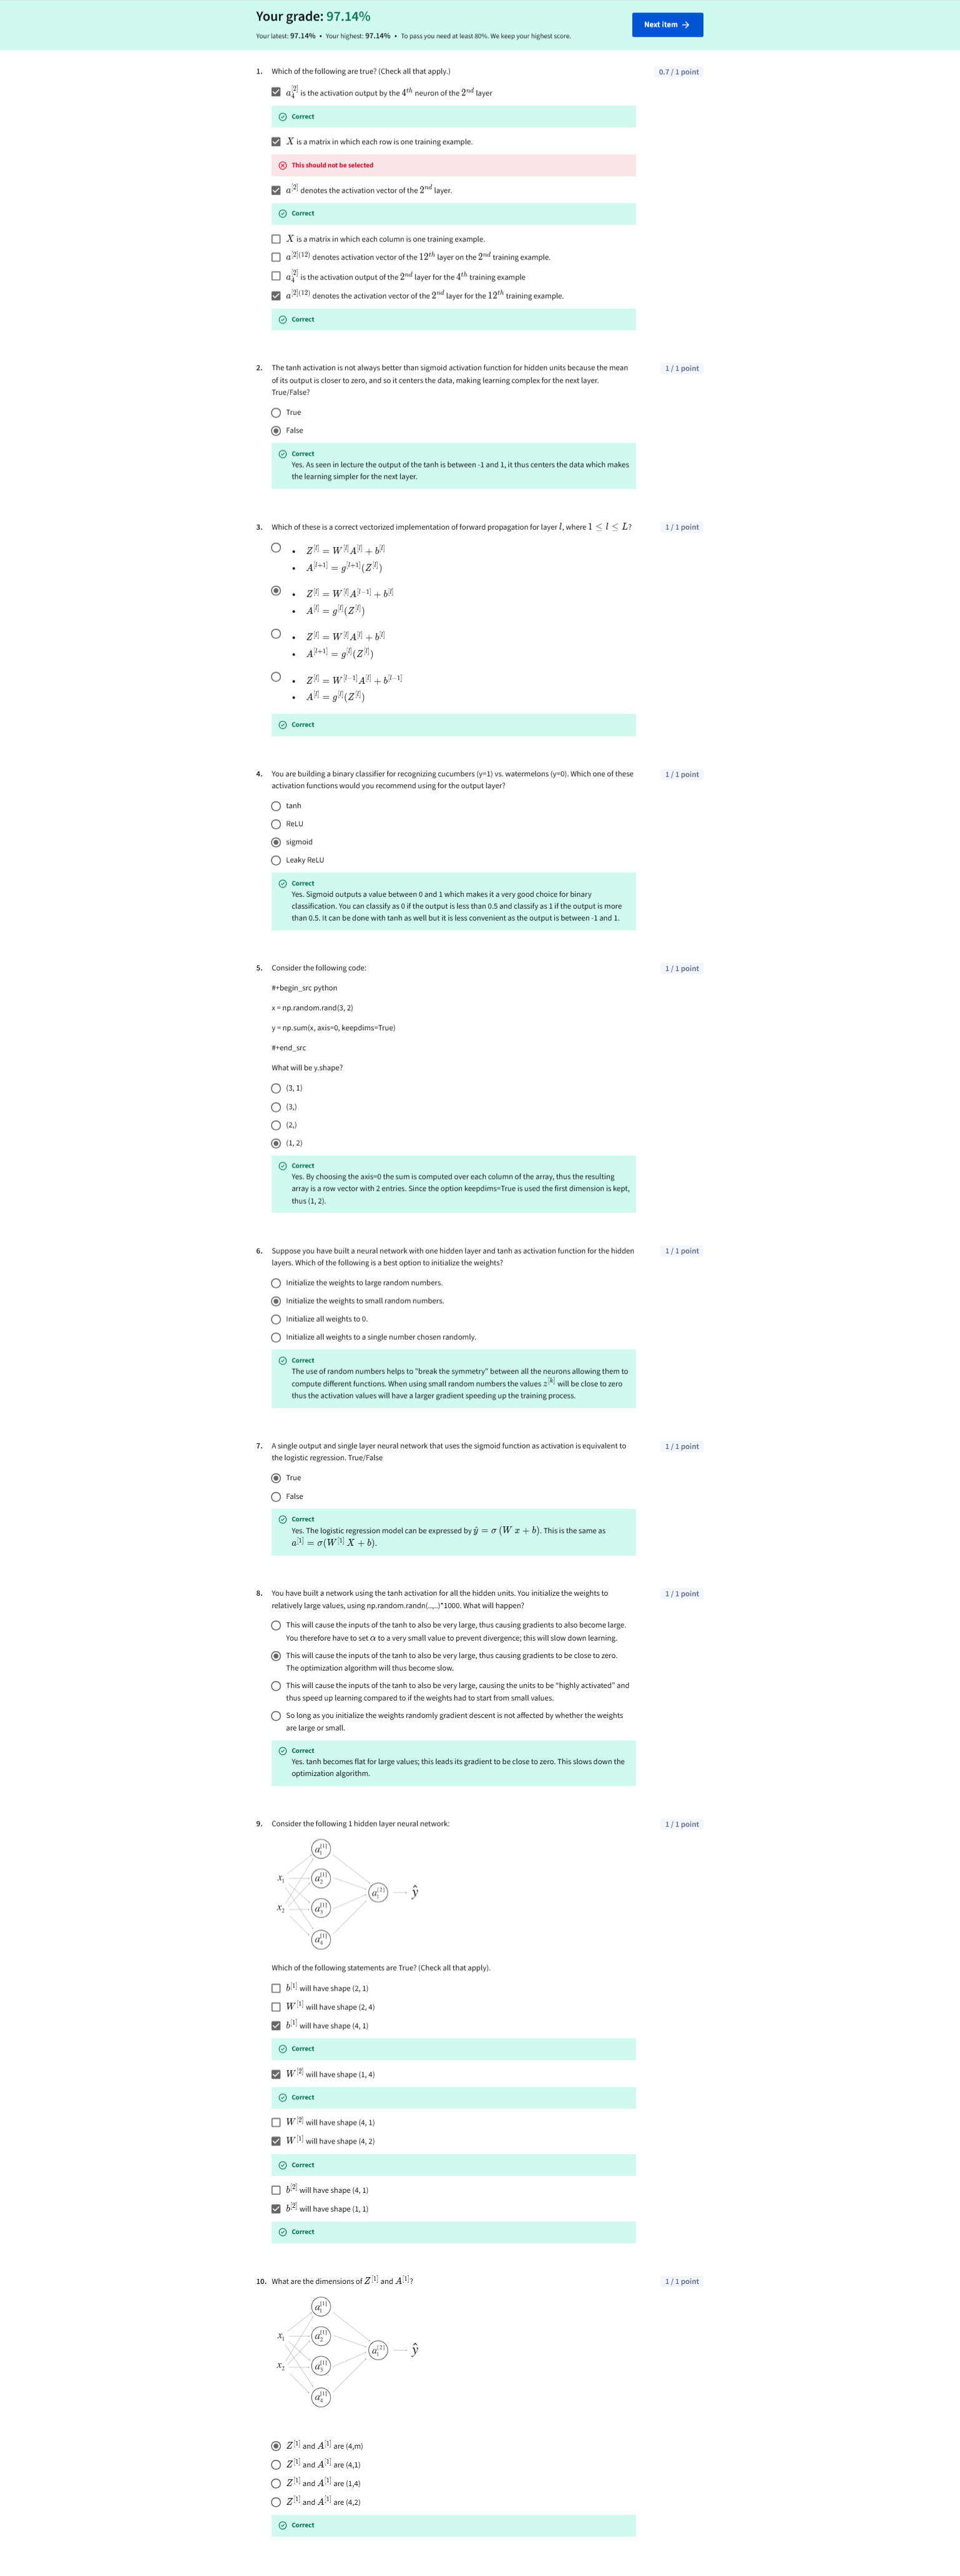 Your grade: 97.14%
Your latest: 97.14% • Your highest: 97.14% • To pass you need at least 80%. We keep your highest score.
Next item →
1. Which of the following are true? (Check all that apply.)
0.7 / 1 point
a₄^[2] is the activation output by the 4^th neuron of the 2^nd layer
Correct
X is a matrix in which each row is one training example.
This should not be selected
a^[2] denotes the activation vector of the 2^nd layer.
Correct
X is a matrix in which each column is one training example.
a^[2](12) denotes activation vector of the 12^th layer on the 2^nd training example.
a₄^[2] is the activation output of the 2^nd layer for the 4^th training example
a^[2](12) denotes the activation vector of the 2^nd layer for the 12^th training example.
Correct
2. The tanh activation is not always better than sigmoid activation function for hidden units because the mean
of its output is closer to zero, and so it centers the data, making learning complex for the next layer.
True/False?
1 / 1 point
True
False
Correct
Yes. As seen in lecture the output of the tanh is between -1 and 1, it thus centers the data which makes
the learning simpler for the next layer.
3. Which of these is a correct vectorized implementation of forward propagation for layer l, where 1 ≤ l ≤ L?
1 / 1 point
• Z^[l] = W^[l] A^[l] + b^[l]
• A^[l+1] = g^[l+1](Z^[l])
• Z^[l] = W^[l] A^[l−1] + b^[l]
• A^[l] = g^[l](Z^[l])
• Z^[l] = W^[l] A^[l] + b^[l]
• A^[l+1] = g^[l](Z^[l])
• Z^[l] = W^[l−1] A^[l] + b^[l−1]
• A^[l] = g^[l](Z^[l])
Correct
4. You are building a binary classifier for recognizing cucumbers (y=1) vs. watermelons (y=0). Which one of these
activation functions would you recommend using for the output layer?
1 / 1 point
tanh
ReLU
sigmoid
Leaky ReLU
Correct
Yes. Sigmoid outputs a value between 0 and 1 which makes it a very good choice for binary
classification. You can classify as 0 if the output is less than 0.5 and classify as 1 if the output is more
than 0.5. It can be done with tanh as well but it is less convenient as the output is between -1 and 1.
5. Consider the following code:
1 / 1 point
#+begin_src python
x = np.random.rand(3, 2)
y = np.sum(x, axis=0, keepdims=True)
#+end_src
What will be y.shape?
(3, 1)
(3,)
(2,)
(1, 2)
Correct
Yes. By choosing the axis=0 the sum is computed over each column of the array, thus the resulting
array is a row vector with 2 entries. Since the option keepdims=True is used the first dimension is kept,
thus (1, 2).
6. Suppose you have built a neural network with one hidden layer and tanh as activation function for the hidden
layers. Which of the following is a best option to initialize the weights?
1 / 1 point
Initialize the weights to large random numbers.
Initialize the weights to small random numbers.
Initialize all weights to 0.
Initialize all weights to a single number chosen randomly.
Correct
The use of random numbers helps to "break the symmetry" between all the neurons allowing them to
compute different functions. When using small random numbers the values z^[k] will be close to zero
thus the activation values will have a larger gradient speeding up the training process.
7. A single output and single layer neural network that uses the sigmoid function as activation is equivalent to
the logistic regression. True/False
1 / 1 point
True
False
Correct
Yes. The logistic regression model can be expressed by ŷ = σ (W x + b). This is the same as
a^[1] = σ(W^[1] X + b).
8. You have built a network using the tanh activation for all the hidden units. You initialize the weights to
relatively large values, using np.random.randn(..,..)*1000. What will happen?
1 / 1 point
This will cause the inputs of the tanh to also be very large, thus causing gradients to also become large.
You therefore have to set α to a very small value to prevent divergence; this will slow down learning.
This will cause the inputs of the tanh to also be very large, thus causing gradients to be close to zero.
The optimization algorithm will thus become slow.
This will cause the inputs of the tanh to also be very large, causing the units to be "highly activated" and
thus speed up learning compared to if the weights had to start from small values.
So long as you initialize the weights randomly gradient descent is not affected by whether the weights
are large or small.
Correct
Yes. tanh becomes flat for large values; this leads its gradient to be close to zero. This slows down the
optimization algorithm.
9. Consider the following 1 hidden layer neural network:
1 / 1 point
a₁^[1]
x₁ a₂^[1]
a₁^[2] ŷ
x₂ a₃^[1]
a₄^[1]
Which of the following statements are True? (Check all that apply).
b^[1] will have shape (2, 1)
W^[1] will have shape (2, 4)
b^[1] will have shape (4, 1)
Correct
W^[2] will have shape (1, 4)
Correct
W^[2] will have shape (4, 1)
W^[1] will have shape (4, 2)
Correct
b^[2] will have shape (4, 1)
b^[2] will have shape (1, 1)
Correct
10. What are the dimensions of Z^[1] and A^[1]?
1 / 1 point
a₁^[1]
x₁ a₂^[1]
a₁^[2] ŷ
x₂ a₃^[1]
a₄^[1]
Z^[1] and A^[1] are (4,m)
Z^[1] and A^[1] are (4,1)
Z^[1] and A^[1] are (1,4)
Z^[1] and A^[1] are (4,2)
Correct